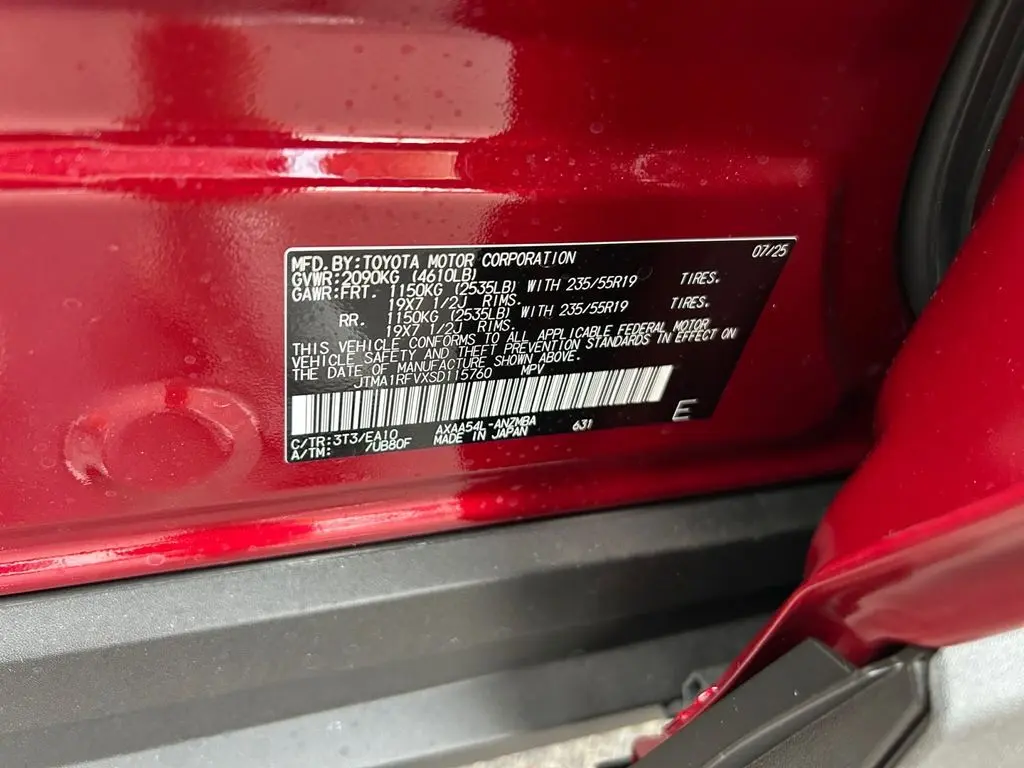 07/25
MFD. BY:TOYOTA MOTOR CORPORATION
GVWR:2090KG (4610LB)
GAWR:FRT. 1150KG (2535LB) WITH 235/55R19 TIRES.
19X7 1/2J RIMS.
RR. 1150KG (2535LB) WITH 235/55R19 TIRES.
19X7 1/2J RIMS.
THIS VEHICLE CONFORMS TO ALL APPLICABLE FEDERAL MOTOR
VEHICLE SAFETY AND THEFT PREVENTION STANDARDS IN EFFECT ON
THE DATE OF MANUFACTURE SHOWN ABOVE.
JTMA1RFVXSD115760 MPV
E
C/TR:3T3/EA10 AXAA54L-ANZMBA 631
A/TM: /UB80F MADE IN JAPAN